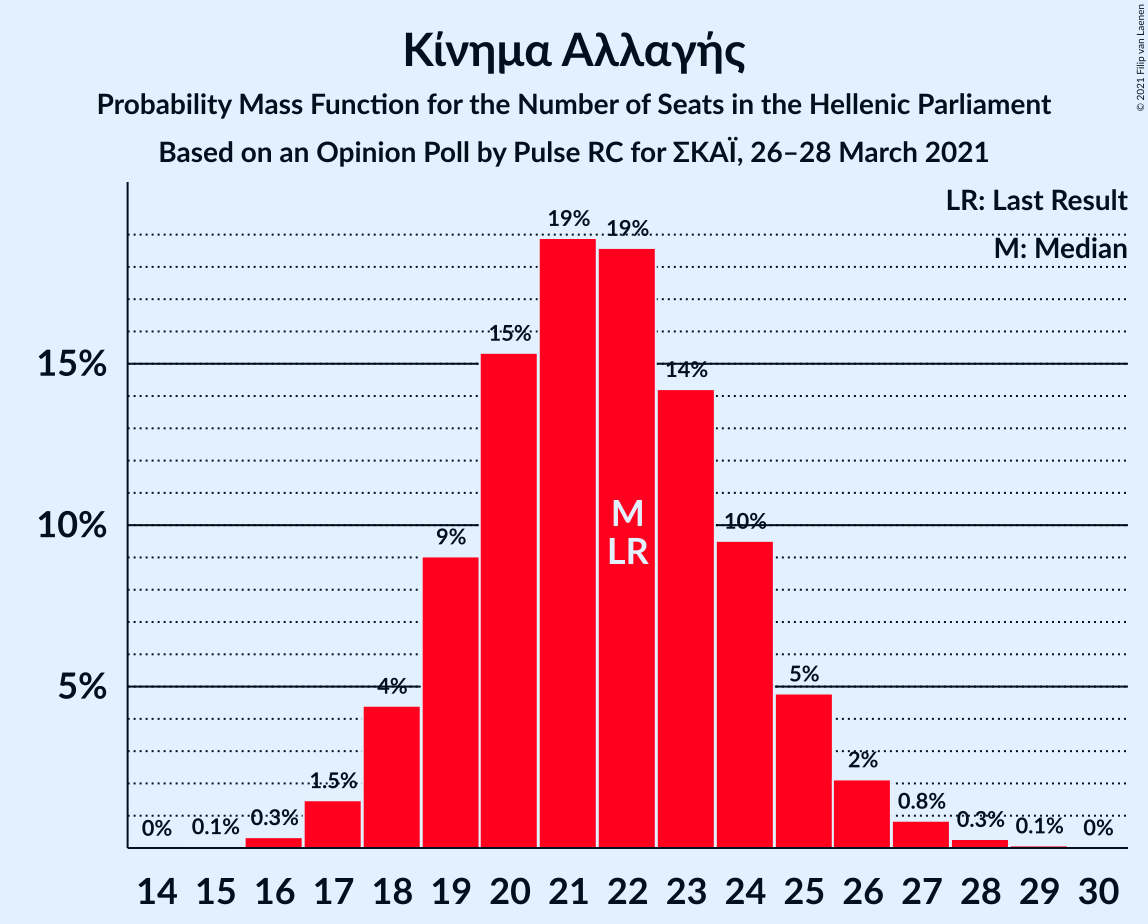 Κίνημα Αλλαγής
Probability Mass Function for the Number of Seats in the Hellenic Parliament
Based on an Opinion Poll by Pulse RC for ΣΚΑΪ, 26–28 March 2021
© 2021 Filip van Laenen
LR: Last Result
M: Median
15%
10%
5%
0%
0.1%
0.3%
1.5%
4%
9%
15%
19%
19%
14%
10%
5%
2%
0.8%
0.3%
0.1%
0%
M
LR
14 15 16 17 18 19 20 21 22 23 24 25 26 27 28 29 30